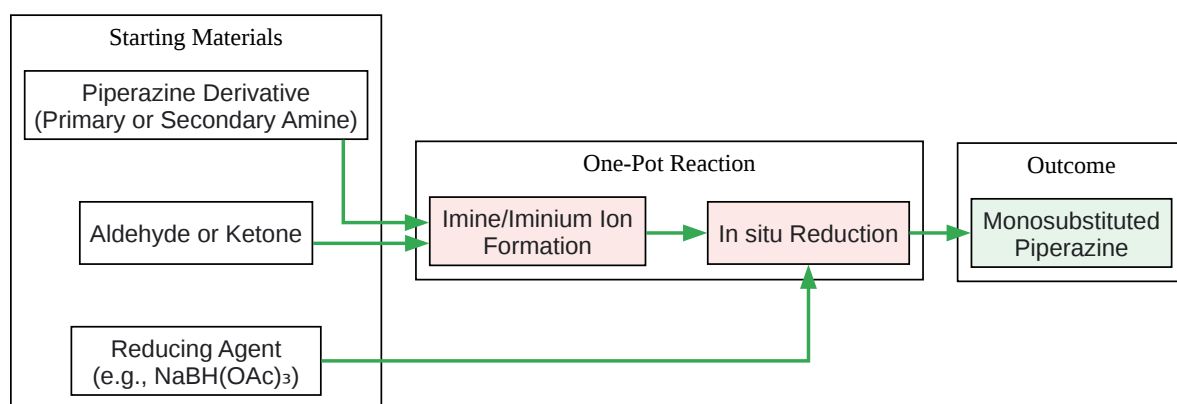 Starting Materials
Piperazine Derivative
(Primary or Secondary Amine)
Aldehyde or Ketone
Reducing Agent
(e.g., NaBH(OAc)₃)
One-Pot Reaction
Imine/Iminium Ion
Formation
In situ Reduction
Outcome
Monosubstituted
Piperazine